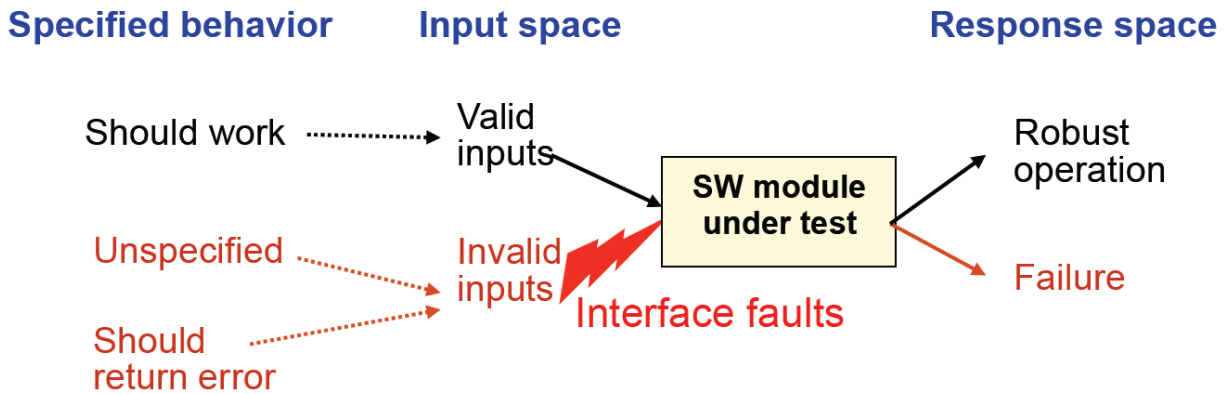 Specified behavior
Input space
Response space
Should work
Valid
inputs
SW module
under test
Robust
operation
Unspecified
Invalid
inputs
Interface faults
Failure
Should
return error